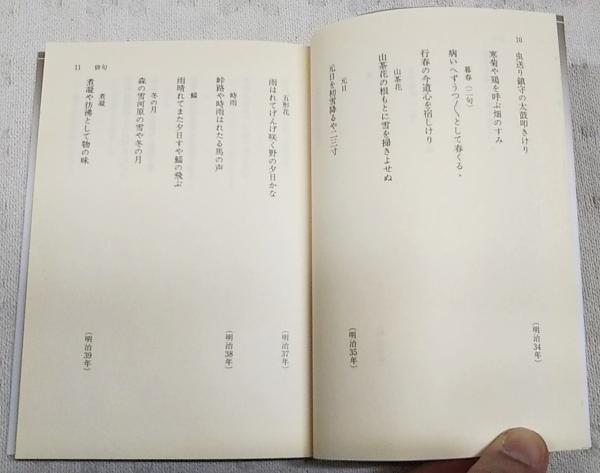 10
虫送り鎮守の太鼓叩きけり
寒菊や鶏を呼ぶ畑のすみ
(明治34年)
暮春(二句)
病いへずうつ〱として春くるゝ
行春の今道心を宿しけり
山茶花
山茶花の根もとに雪を掃きよせぬ
(明治35年)
元日
元日を初雪降るや一二寸
11 俳句
五形花
雨はれてげんげ咲く野の夕日かな
(明治37年)
時雨
峠路や時雨はれたる馬の声
(明治38年)
鰡
雨晴れてまた夕日すや鰡の飛ぶ
冬の月
森の雪河原の雪や冬の月
煮凝
煮凝や彷彿として物の味
(明治39年)